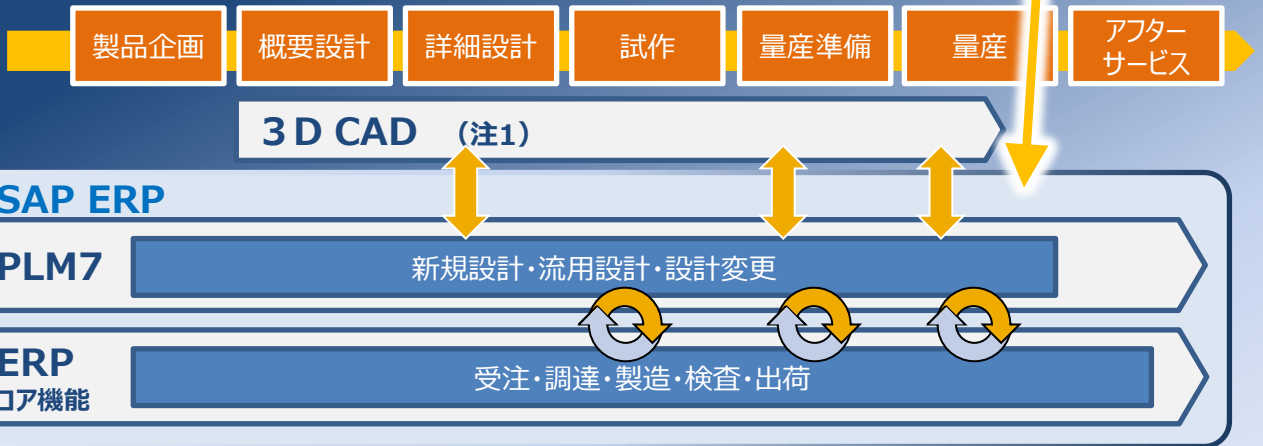 製品企画 概要設計 詳細設計 試作 量産準備 量産 アフター
サービス
3D CAD (注1)
SAP ERP
PLM7
新規設計・流用設計・設計変更
ERP
コア機能
受注・調達・製造・検査・出荷